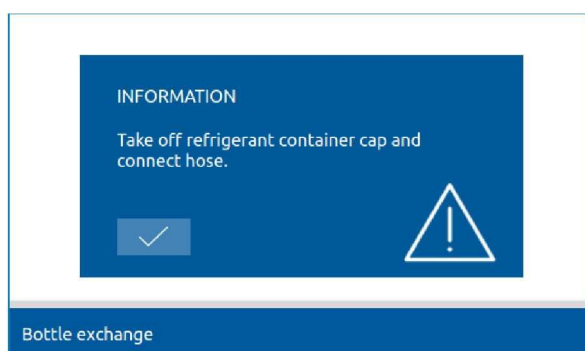 INFORMATION
Take off refrigerant container cap and
connect hose.
Bottle exchange